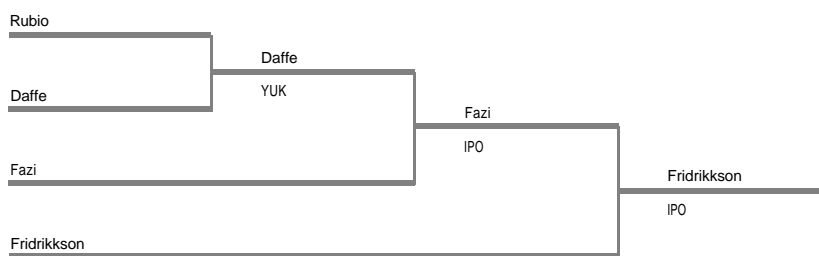 Rubio
Daffe
YUK
Daffe
Fazi
IPO
Fazi
Fridrikkson
IPO
Fridrikkson